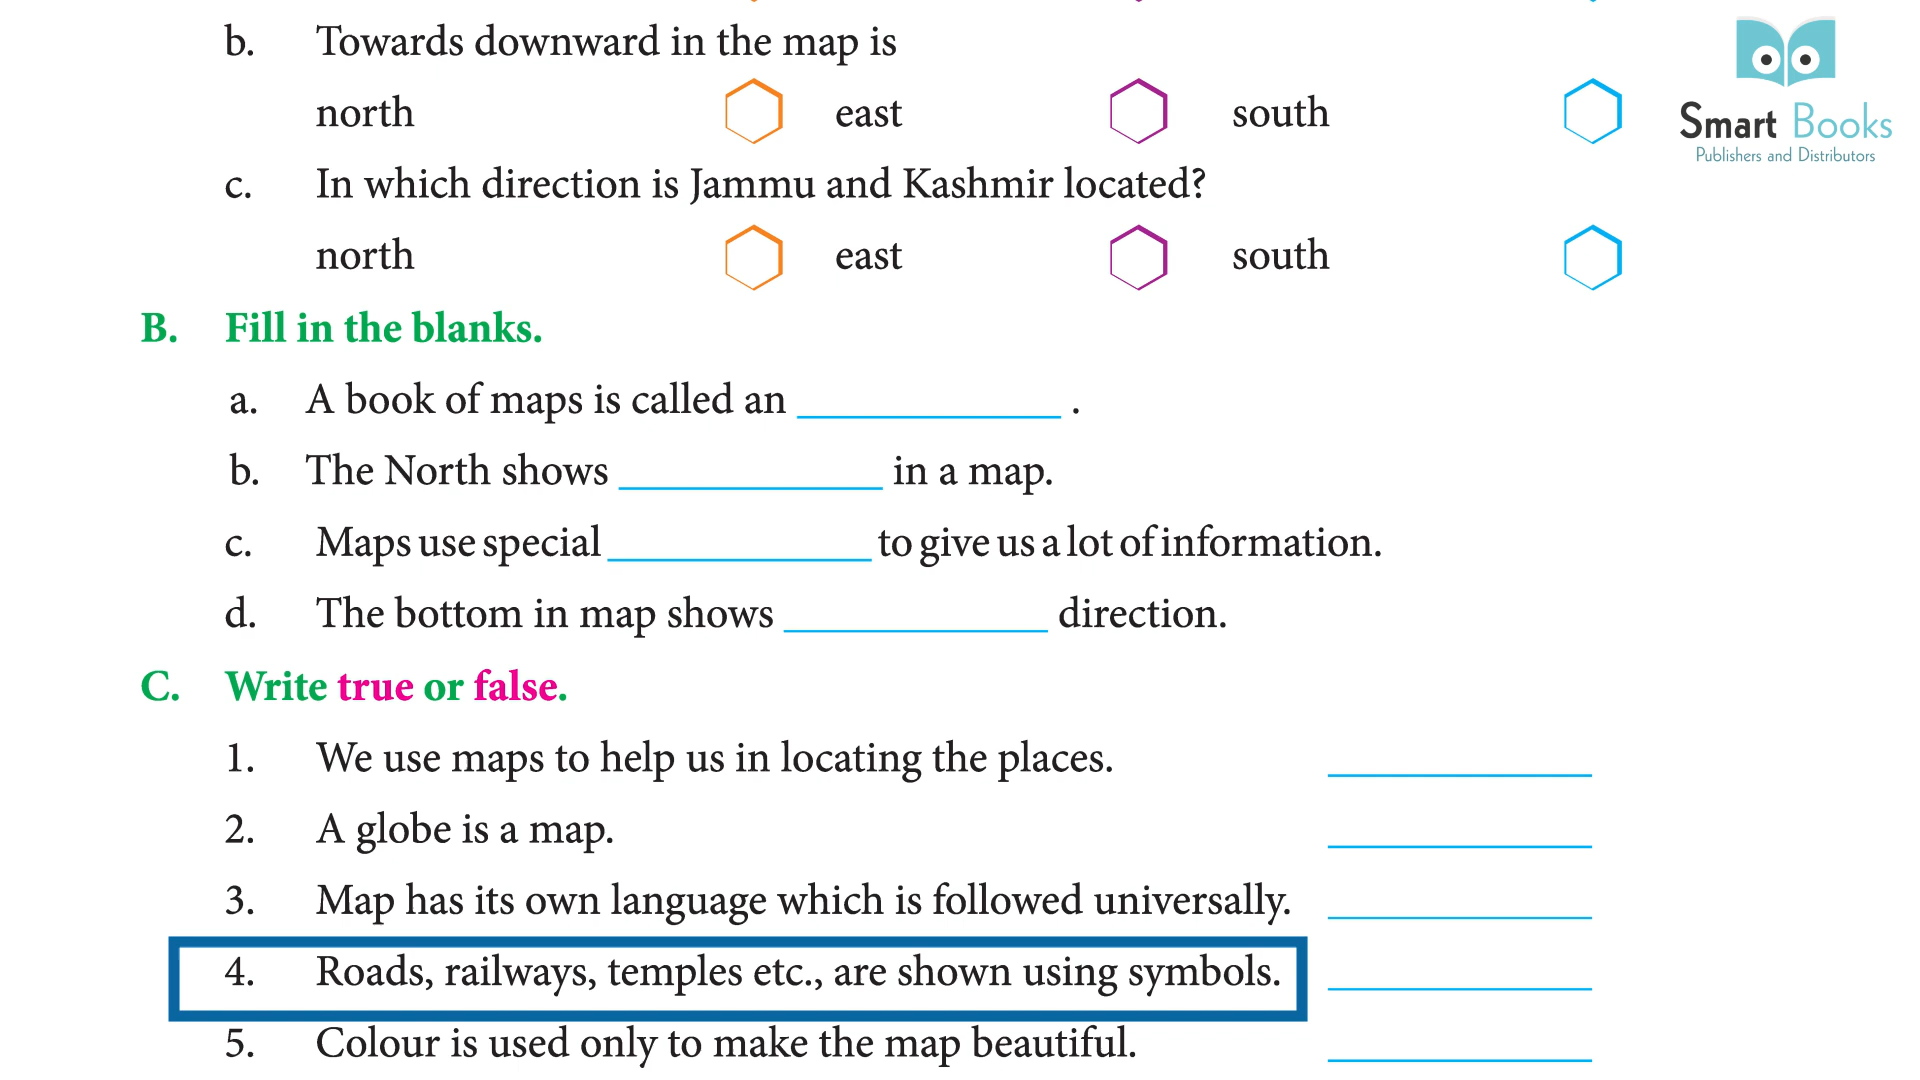 b. Towards downward in the map is
north east south
c. In which direction is Jammu and Kashmir located?
north east south
B. Fill in the blanks.
a. A book of maps is called an ____________ .
b. The North shows ____________ in a map.
c. Maps use special ____________ to give us a lot of information.
d. The bottom in map shows ____________ direction.
C. Write true or false.
1. We use maps to help us in locating the places. ____________
2. A globe is a map. ____________
3. Map has its own language which is followed universally. ____________
4. Roads, railways, temples etc., are shown using symbols. ____________
5. Colour is used only to make the map beautiful. ____________
Smart Books
Publishers and Distributors